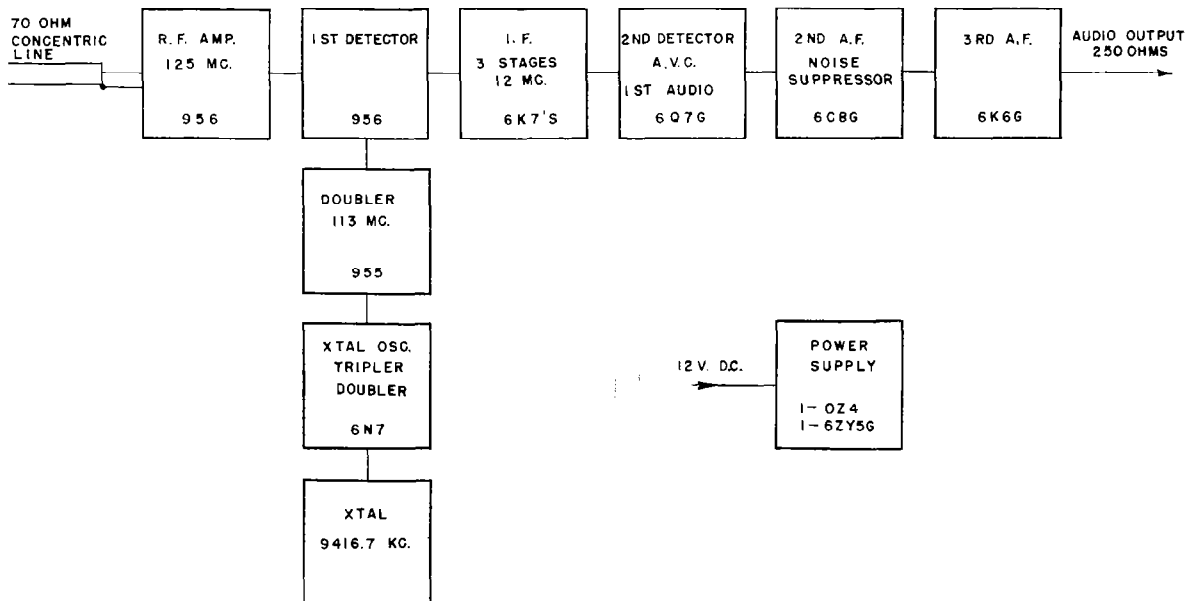 70 OHM
CONCENTRIC
LINE
R.F. AMP.
125 MC.
956
1ST DETECTOR
956
I.F.
3 STAGES
12 MC.
6K7'S
2ND DETECTOR
A.V.C.
1ST AUDIO
6Q7G
2ND A.F.
NOISE
SUPPRESSOR
6C8G
3RD A.F.
6K6G
AUDIO OUTPUT
250 OHMS
DOUBLER
113 MC.
955
XTAL OSC.
TRIPLER
DOUBLER
6N7
12 V. D.C.
POWER
SUPPLY
1- OZ4
1- 6ZY5G
XTAL
9416.7 KC.